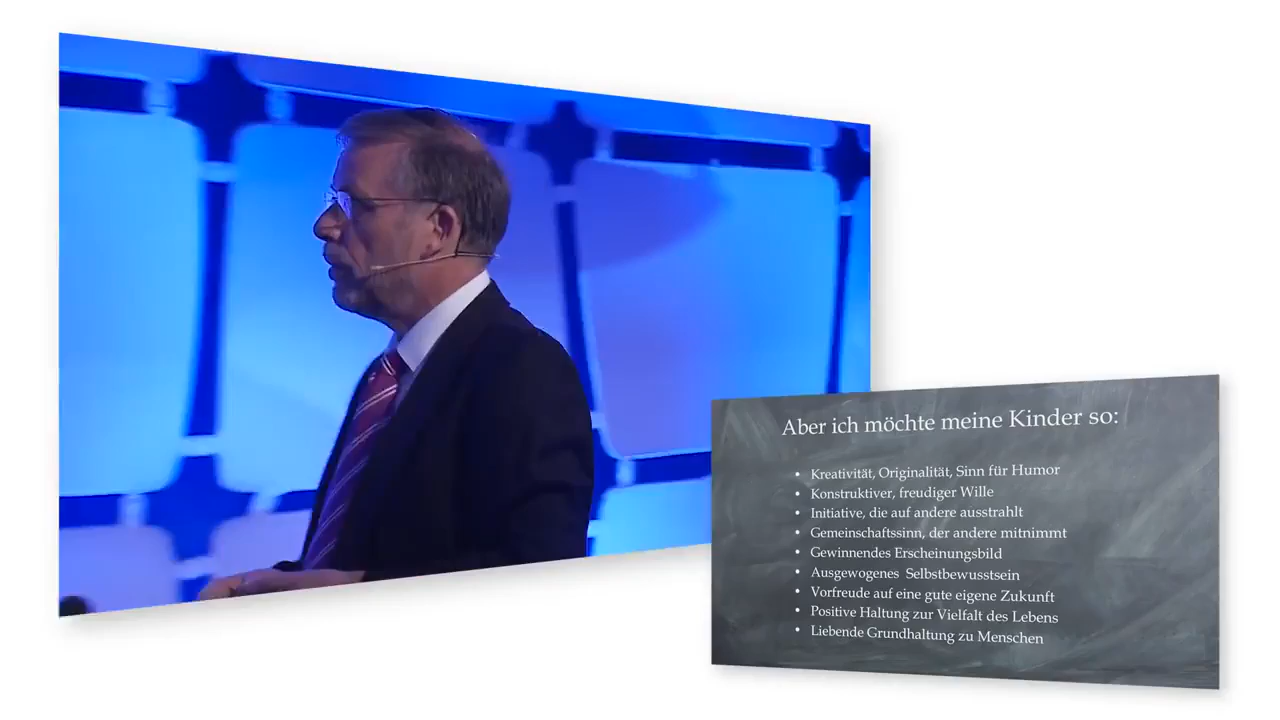 Aber ich möchte meine Kinder so:
• Kreativität, Originalität, Sinn für Humor
• Konstruktiver, freudiger Wille
• Initiative, die auf andere ausstrahlt
• Gemeinschaftssinn, der andere mitnimmt
• Gewinnendes Erscheinungsbild
• Ausgewogenes Selbstbewusstsein
• Vorfreude auf eine gute eigene Zukunft
• Positive Haltung zur Vielfalt des Lebens
• Liebende Grundhaltung zu Menschen